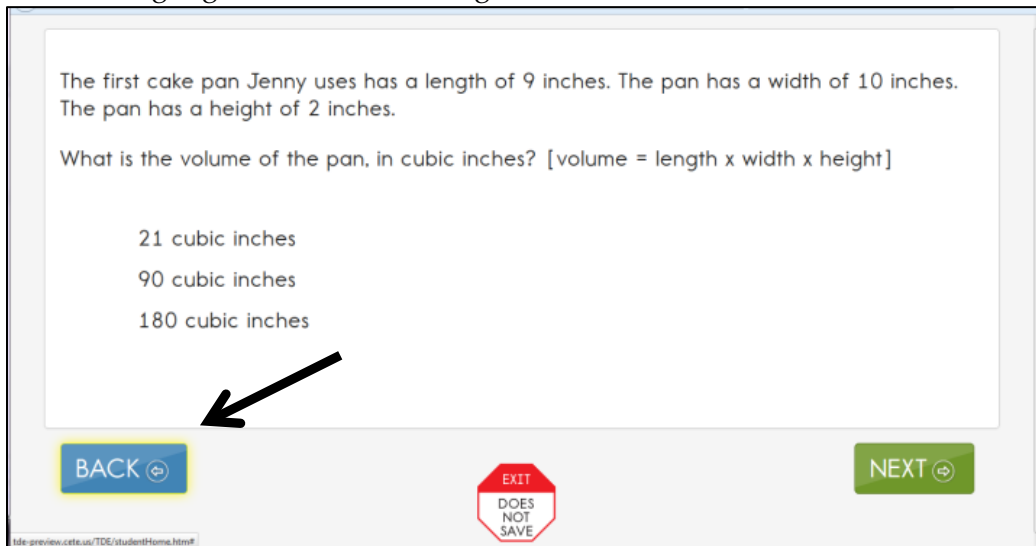 The first cake pan Jenny uses has a length of 9 inches. The pan has a width of 10 inches.
The pan has a height of 2 inches.
What is the volume of the pan, in cubic inches? [volume = length x width x height]
21 cubic inches
90 cubic inches
180 cubic inches
BACK
NEXT
EXIT
DOES
NOT
SAVE
tde-preview.cete.us/TDE/studentHome.htm#